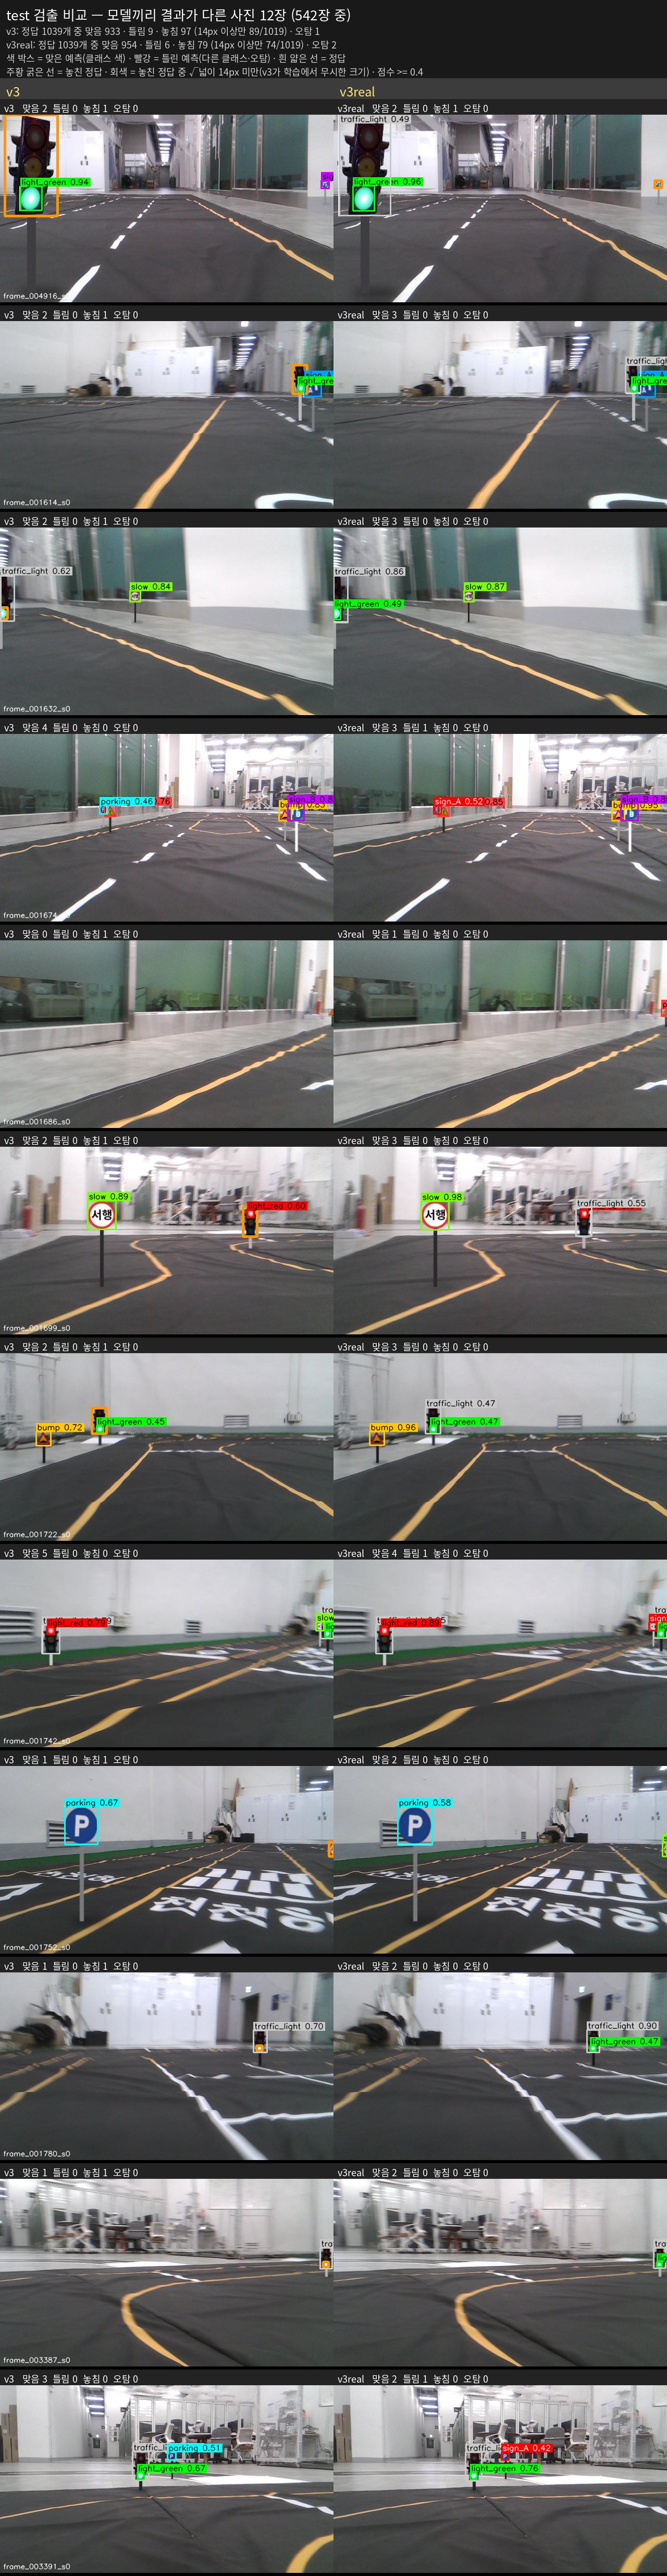 test 검출 비교 — 모델끼리 결과가 다른 사진 12장 (542장 중)
v3: 정답 1039개 중 맞음 933 · 틀림 9 · 놓침 97 (14px 이상만 89/1019) · 오탐 1
v3real: 정답 1039개 중 맞음 954 · 틀림 6 · 놓침 79 (14px 이상만 74/1019) · 오탐 2
색 박스 = 맞은 예측(클래스 색) · 빨강 = 틀린 예측(다른 클래스·오탐) · 흰 얇은 선 = 정답
주황 굵은 선 = 놓친 정답 · 회색 = 놓친 정답 중 √넓이 14px 미만(v3가 학습에서 무시한 크기) · 점수 >= 0.4
v3 v3real
v3 맞음 2 틀림 0 놓침 1 오탐 0 v3real 맞음 2 틀림 0 놓침 1 오탐 0
traffic_light 0.49
light_green 0.94 sig light_green 0.96
frame_004916_s0
v3 맞음 2 틀림 0 놓침 1 오탐 0 v3real 맞음 3 틀림 0 놓침 0 오탐 0
traffic_ligh
light_gre light_gre
frame_001614_s0
v3 맞음 2 틀림 0 놓침 1 오탐 0 v3real 맞음 3 틀림 0 놓침 0 오탐 0
traffic_light 0.62 slow 0.84 traffic_light 0.86 slow 0.87
light_green 0.49
frame_001632_s0
v3 맞음 4 틀림 0 놓침 0 오탐 0 v3real 맞음 3 틀림 1 놓침 0 오탐 0
parking 0.46 .76 sign_B 0.8 sign_A 0.52 0.85 sign_B 0.8
frame_001674_s0
v3 맞음 0 틀림 0 놓침 1 오탐 0 v3real 맞음 1 틀림 0 놓침 0 오탐 0
p
frame_001686_s0
v3 맞음 2 틀림 0 놓침 1 오탐 0 v3real 맞음 3 틀림 0 놓침 0 오탐 0
slow 0.89 light_red 0.60 slow 0.98 traffic_light 0.55
서행 서행
frame_001699_s0
v3 맞음 2 틀림 0 놓침 1 오탐 0 v3real 맞음 3 틀림 0 놓침 0 오탐 0
traffic_light 0.47
bump 0.72 light_green 0.45 bump 0.96 light_green 0.47
frame_001722_s0
v3 맞음 5 틀림 0 놓침 0 오탐 0 v3real 맞음 4 틀림 1 놓침 0 오탐 0
tra tra
light_red 0.79 slow light_red 0.89 sign
frame_001742_s0
v3 맞음 1 틀림 0 놓침 1 오탐 0 v3real 맞음 2 틀림 0 놓침 0 오탐 0
parking 0.67 parking 0.58
P P
frame_001752_s0
v3 맞음 1 틀림 0 놓침 1 오탐 0 v3real 맞음 2 틀림 0 놓침 0 오탐 0
traffic_light 0.70 traffic_light 0.90
light_green 0.47
frame_001780_s0
v3 맞음 1 틀림 0 놓침 1 오탐 0 v3real 맞음 2 틀림 0 놓침 0 오탐 0
tra tra
frame_003387_s0
v3 맞음 3 틀림 0 놓침 0 오탐 0 v3real 맞음 2 틀림 1 놓침 0 오탐 0
traffic_li parking 0.51 traffic_li sign_A 0.42
light_green 0.67 light_green 0.76
frame_003391_s0